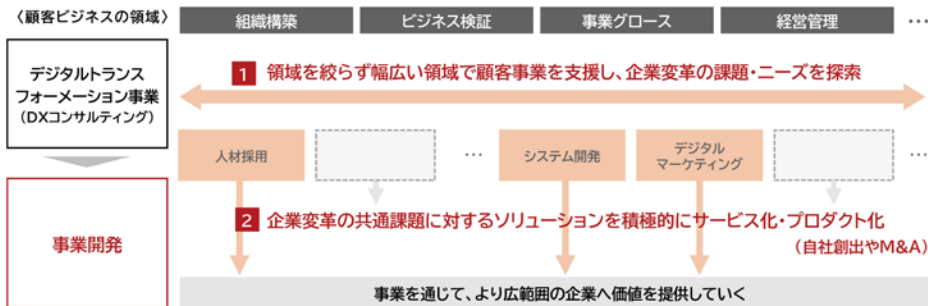 〈顧客ビジネスの領域〉
組織構築
ビジネス検証
事業グロース
経営管理
…
デジタルトランス
フォーメーション事業
(DXコンサルティング)
1 領域を絞らず幅広い領域で顧客事業を支援し、企業変革の課題・ニーズを探索
人材採用
…
システム開発
デジタル
マーケティング
…
事業開発
2 企業変革の共通課題に対するソリューションを積極的にサービス化・プロダクト化
(自社創出やM&A)
事業を通じて、より広範囲の企業へ価値を提供していく